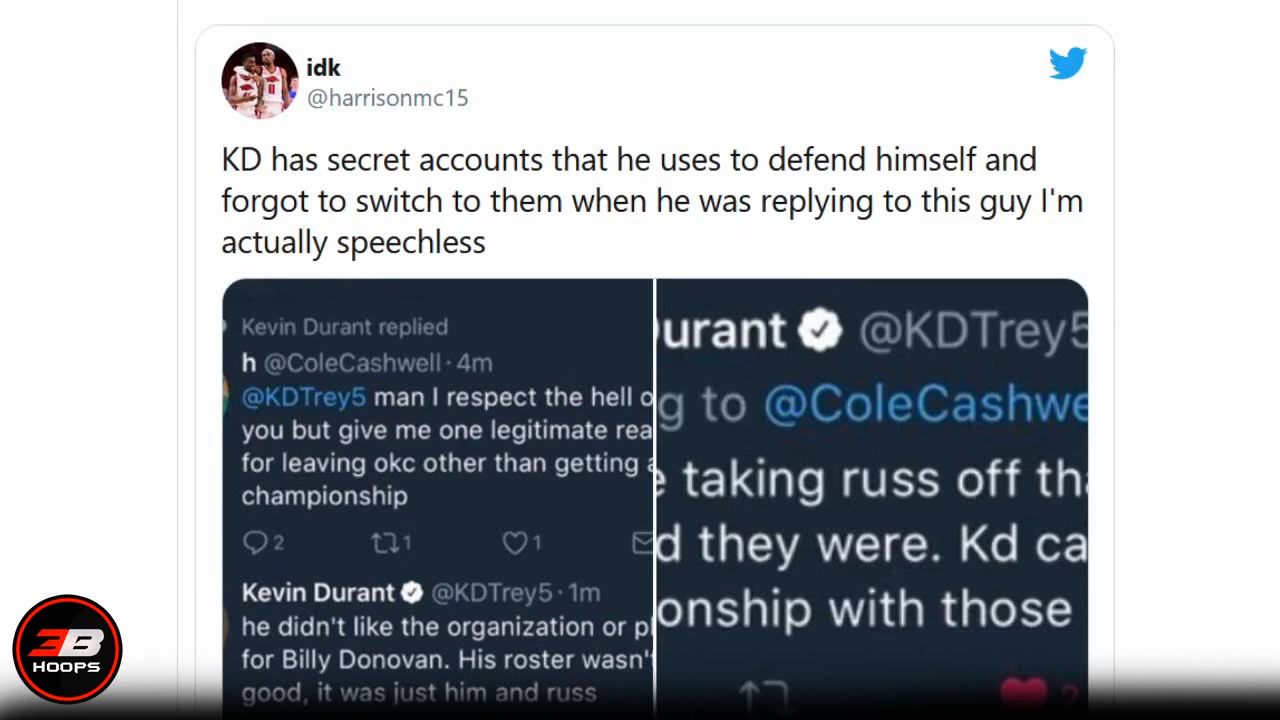 idk
@harrisonmc15
KD has secret accounts that he uses to defend himself and
forgot to switch to them when he was replying to this guy I'm
actually speechless
Kevin Durant replied
h @ColeCashwell · 4m
@KDTrey5 man I respect the hell o
you but give me one legitimate rea
for leaving okc other than getting a
championship
2 1 1
Kevin Durant @KDTrey5 · 1m
he didn't like the organization or pl
for Billy Donovan. His roster wasn't
good, it was just him and russ
urant @KDTrey5
g to @ColeCashwe
e taking russ off tha
d they were. Kd ca
onship with those
2
3B
HOOPS